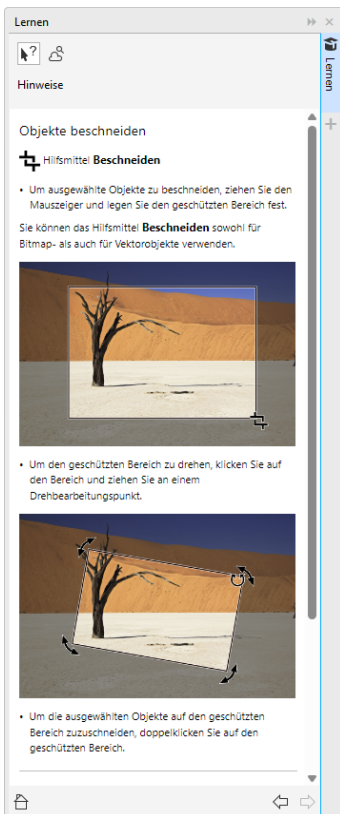 Lernen
Hinweise
Objekte beschneiden
Hilfsmittel Beschneiden
• Um ausgewählte Objekte zu beschneiden, ziehen Sie den
Mauszeiger und legen Sie den geschützten Bereich fest.
Sie können das Hilfsmittel Beschneiden sowohl für
Bitmap- als auch für Vektorobjekte verwenden.
• Um den geschützten Bereich zu drehen, klicken Sie auf
den Bereich und ziehen Sie an einem
Drehbearbeitungspunkt.
• Um die ausgewählten Objekte auf den geschützten
Bereich zuzuschneiden, doppelklicken Sie auf den
geschützten Bereich.
Lernen